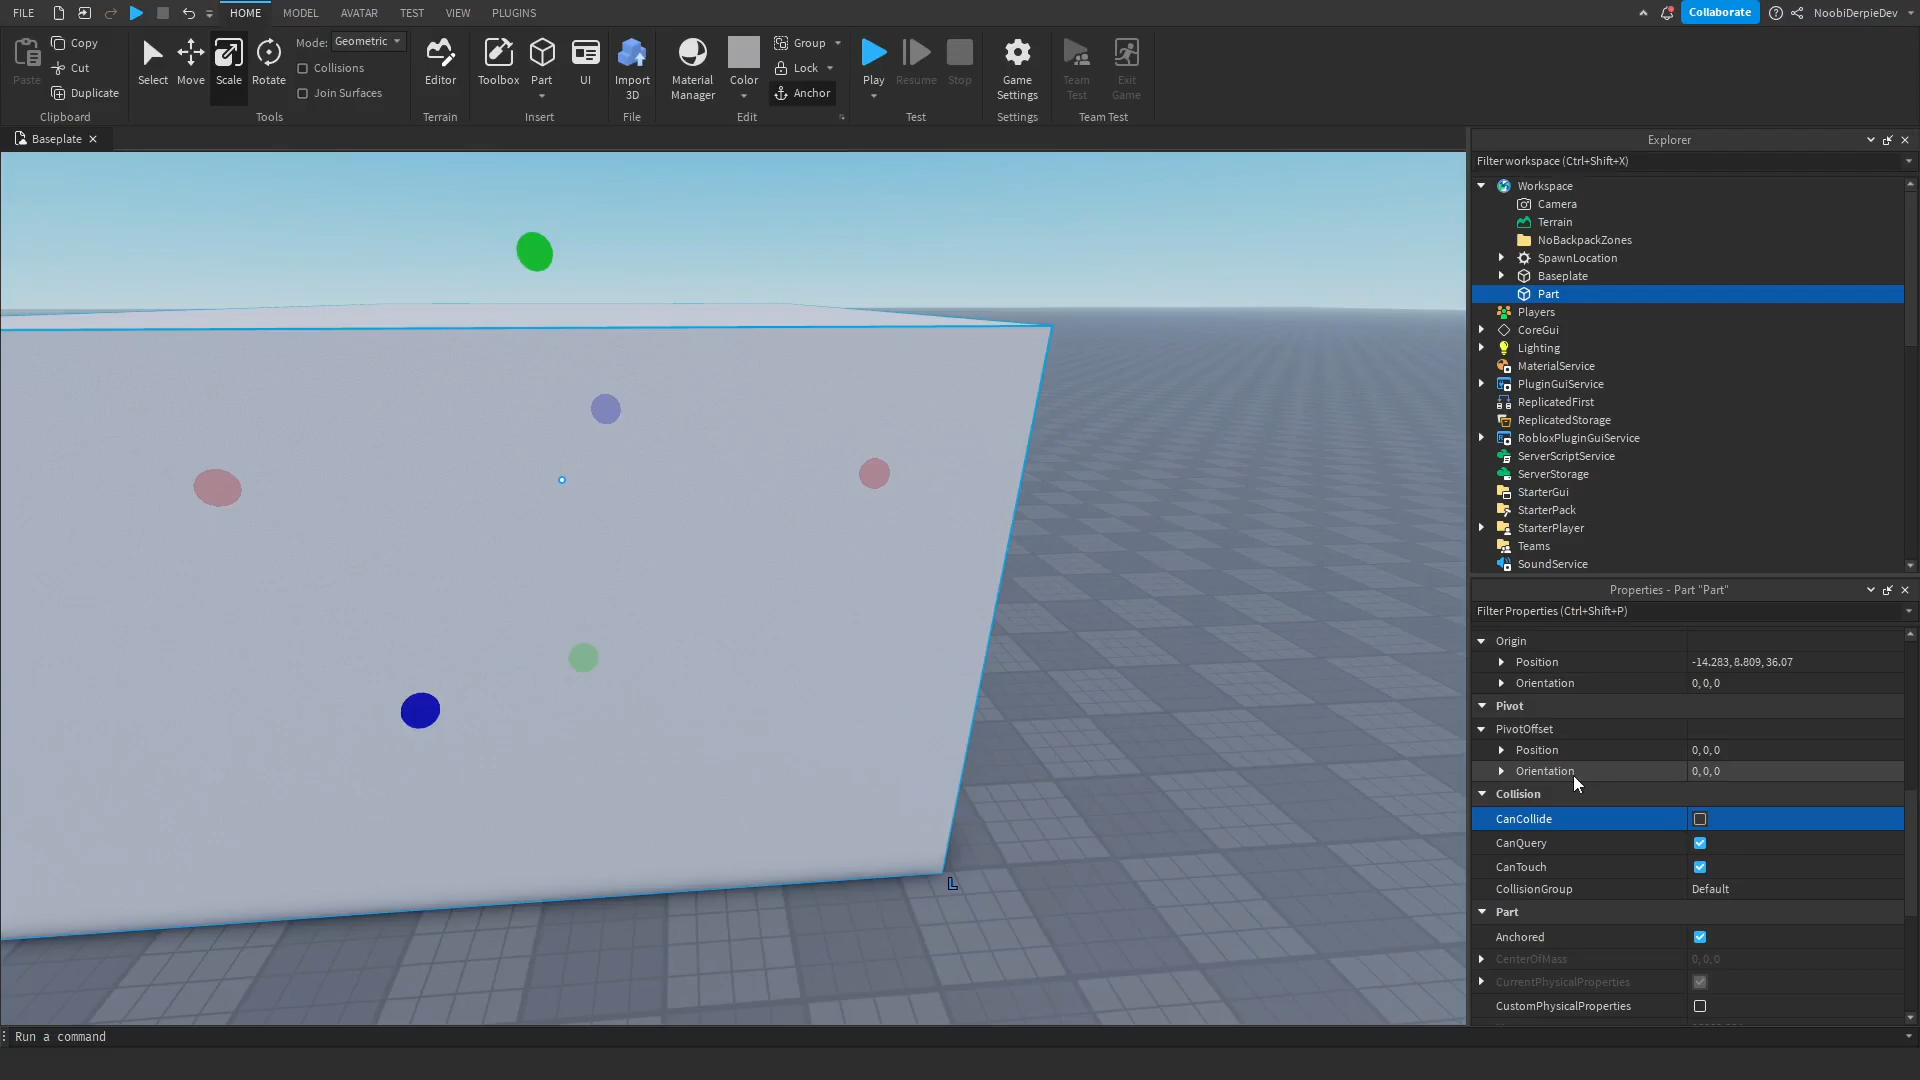 FILE HOME MODEL AVATAR TEST VIEW PLUGINS Collaborate NoobiDerpieDev
Paste Copy Cut Duplicate
Clipboard
Select Move Scale Rotate
Mode: Geometric
Collisions
Join Surfaces
Tools
Editor
Terrain
Toolbox Part UI
Insert
Import 3D
File
Material Manager Color
Group
Lock
Anchor
Edit
Play Resume Stop
Test
Game Settings
Settings
Team Test Exit Game
Team Test
Baseplate
L
Explorer
Filter workspace (Ctrl+Shift+X)
Workspace
Camera
Terrain
NoBackpackZones
SpawnLocation
Baseplate
Part
Players
CoreGui
Lighting
MaterialService
PluginGuiService
ReplicatedFirst
ReplicatedStorage
RobloxPluginGuiService
ServerScriptService
ServerStorage
StarterGui
StarterPack
StarterPlayer
Teams
SoundService
Properties - Part "Part"
Filter Properties (Ctrl+Shift+P)
Origin
Position -14.283, 8.809, 36.07
Orientation 0, 0, 0
Pivot
PivotOffset
Position 0, 0, 0
Orientation 0, 0, 0
Collision
CanCollide
CanQuery
CanTouch
CollisionGroup Default
Part
Anchored
CenterOfMass 0, 0, 0
CurrentPhysicalProperties
CustomPhysicalProperties
Run a command